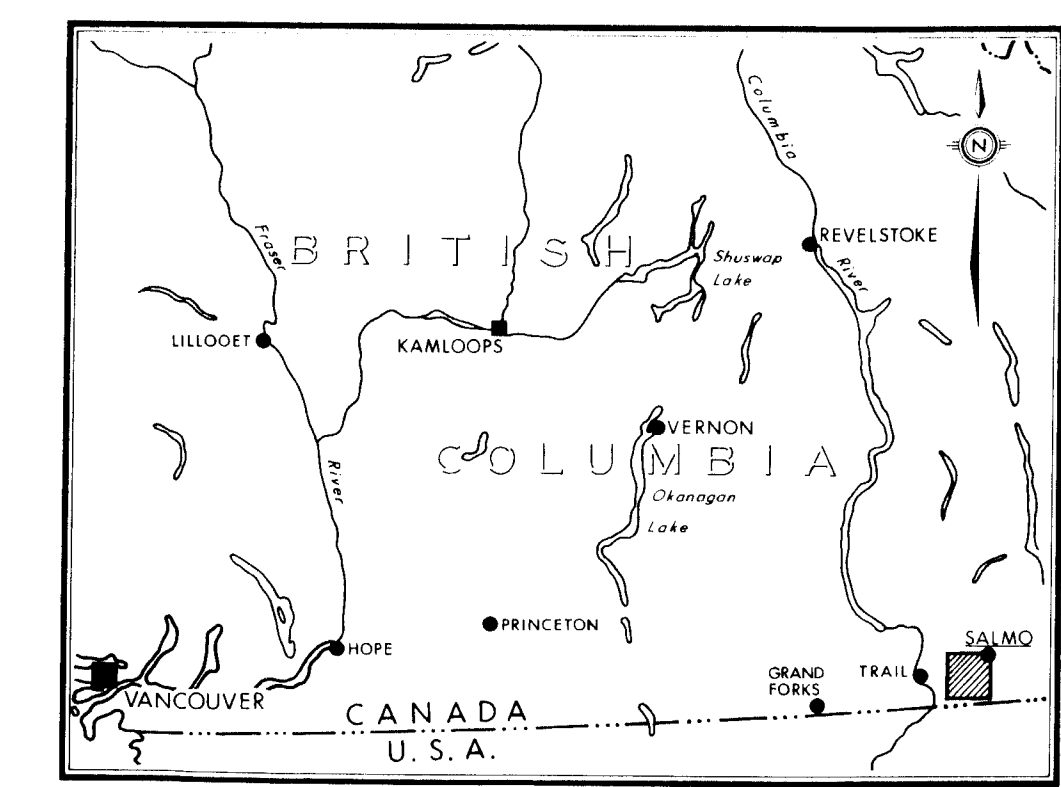 Columbia
N
REVELSTOKE
Fraser
BRITISH
Shuswap
Lake
River
LILLOOET
KAMLOOPS
VERNON
COLUMBIA
River
Okanagan
Lake
PRINCETON
HOPE
SALMO
GRAND
FORKS
TRAIL
VANCOUVER
CANADA
U.S.A.